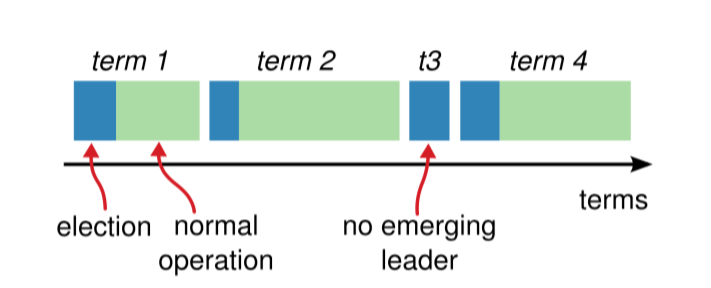 term 1
term 2
t3
term 4
terms
election
normal
operation
no emerging
leader